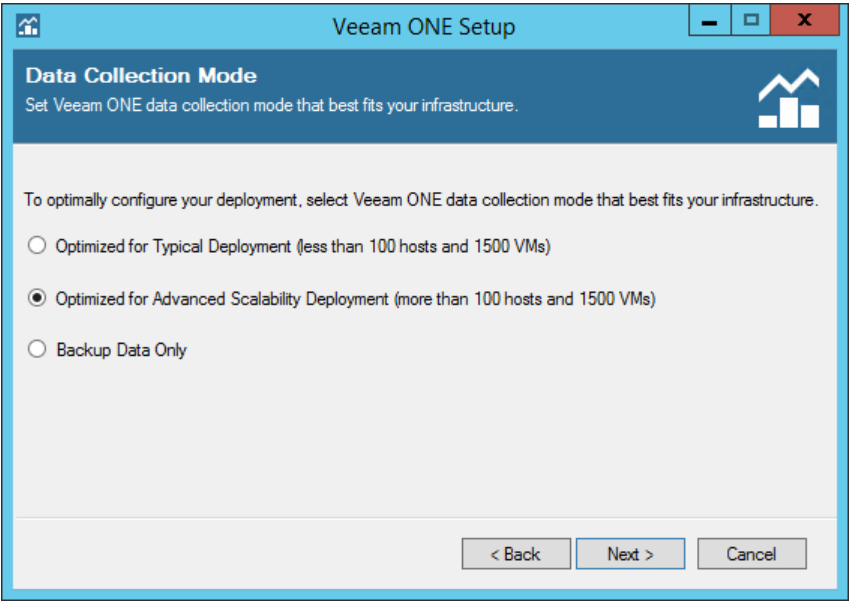 Veeam ONE Setup
Data Collection Mode
Set Veeam ONE data collection mode that best fits your infrastructure.
To optimally configure your deployment, select Veeam ONE data collection mode that best fits your infrastructure.
Optimized for Typical Deployment (less than 100 hosts and 1500 VMs)
Optimized for Advanced Scalability Deployment (more than 100 hosts and 1500 VMs)
Backup Data Only
< Back Next > Cancel